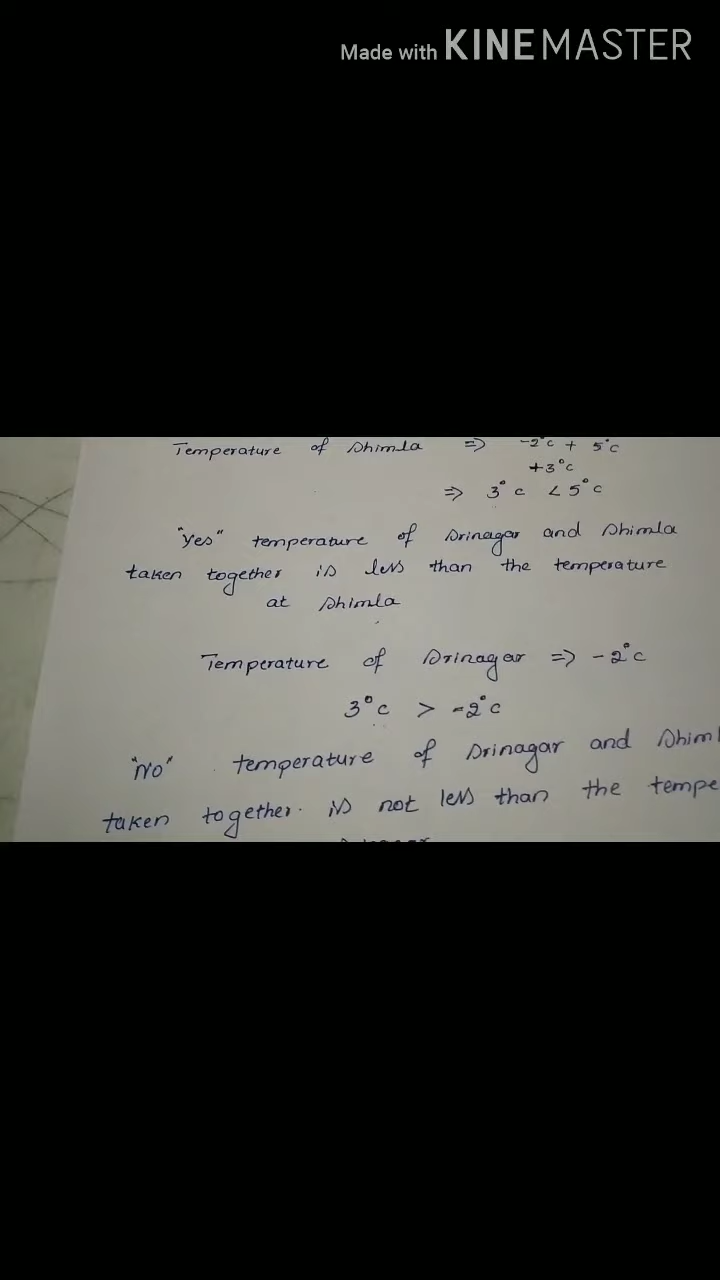 Made with KINEMASTER
Temperature of Shimla => -2°c + 5°c
+3°c
=> 3°c < 5°c
"Yes" temperature of Srinagar and Shimla
taken together is less than the temperature
at Shimla
Temperature of Srinagar => -2°c
3°c > -2°c
"No" temperature of Srinagar and Shiml
taken together is not less than the tempe